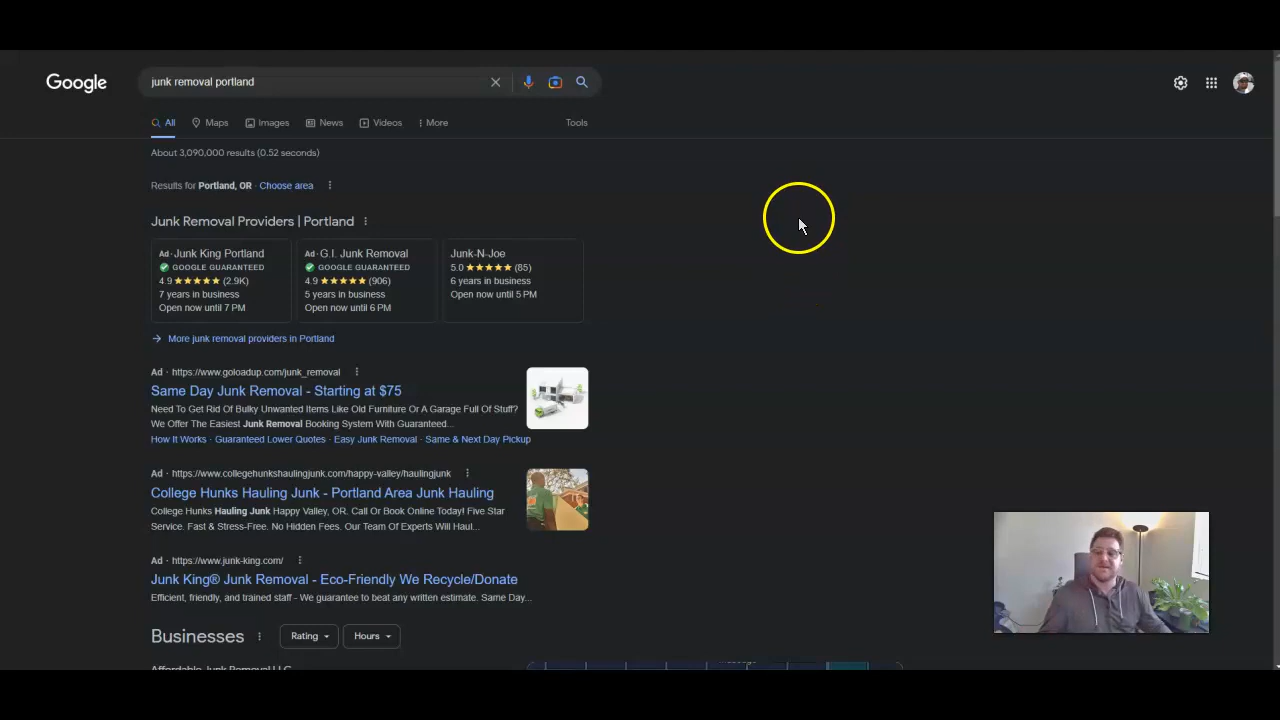 Google
junk removal portland
All
Maps
Images
News
Videos
More
Tools
About 3,090,000 results (0.52 seconds)
Results for Portland, OR · Choose area
Junk Removal Providers | Portland
Ad · Junk King Portland
GOOGLE GUARANTEED
4.9 ★★★★★ (2.9K)
7 years in business
Open now until 7 PM
Ad · G.I. Junk Removal
GOOGLE GUARANTEED
4.9 ★★★★★ (906)
5 years in business
Open now until 6 PM
Junk-N-Joe
5.0 ★★★★★ (85)
6 years in business
Open now until 5 PM
More junk removal providers in Portland
Ad · https://www.goloadup.com/junk_removal
Same Day Junk Removal - Starting at $75
Need To Get Rid Of Bulky Unwanted Items Like Old Furniture Or A Garage Full Of Stuff?
We Offer The Easiest Junk Removal Booking System With Guaranteed...
How It Works · Guaranteed Lower Quotes · Easy Junk Removal · Same & Next Day Pickup
Ad · https://www.collegehunkshaulingjunk.com/happy-valley/haulingjunk
College Hunks Hauling Junk - Portland Area Junk Hauling
College Hunks Hauling Junk Happy Valley, OR. Call Or Book Online Today! Five Star
Service. Fast & Stress-Free. No Hidden Fees. Our Team Of Experts Will Haul...
Ad · https://www.junk-king.com/
Junk King® Junk Removal - Eco-Friendly We Recycle/Donate
Efficient, friendly, and trained staff - We guarantee to beat any written estimate. Same Day...
Businesses
Rating
Hours
Affordable Junk Removal LLC